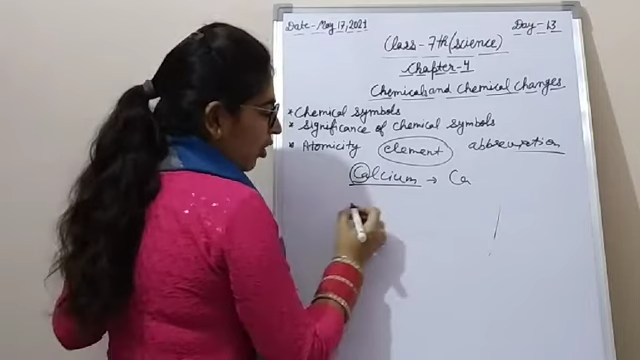 Date- May 17, 2021 Day- 13
Class- 7th (Science)
Chapter-4
Chemicals and Chemical Changes
* Chemical symbols
* Significance of Chemical Symbols
* Atomicity element abbreviation
Calcium → Ca